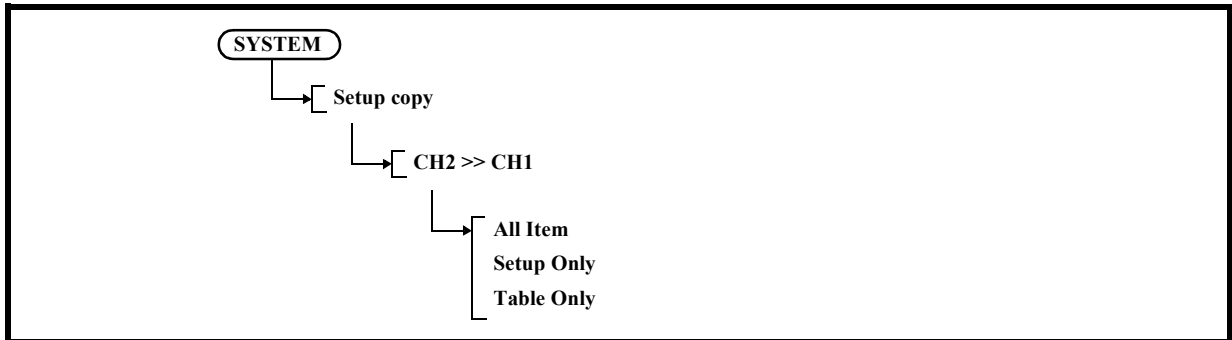 SYSTEM
Setup copy
CH2 >> CH1
All Item
Setup Only
Table Only